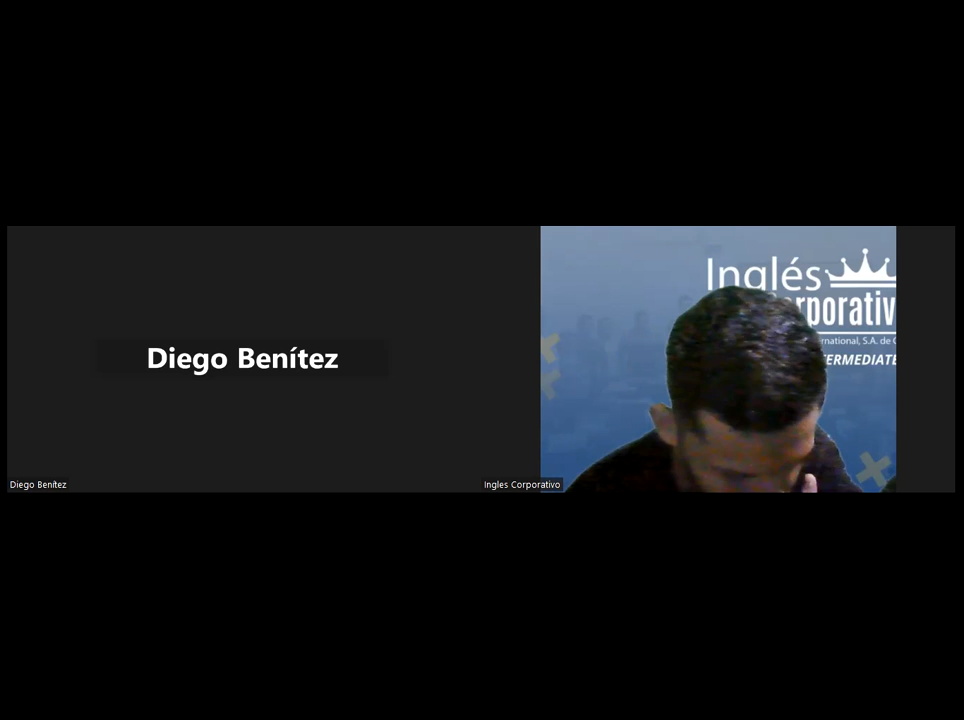 Diego Benítez
Diego Benítez
Inglés
rporativ
rnational, S.A. de C
ERMEDIATE
Ingles Corporativo